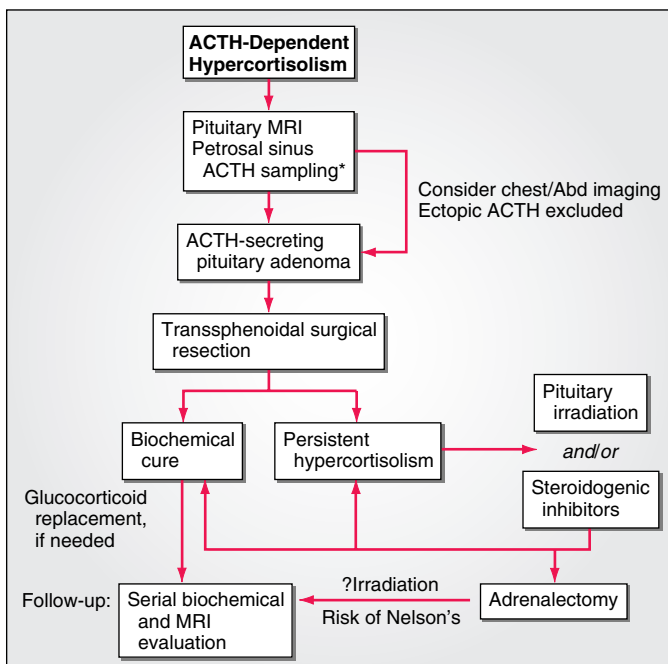 ACTH-Dependent
Hypercortisolism
Pituitary MRI
Petrosal sinus
ACTH sampling*
Consider chest/Abd imaging
Ectopic ACTH excluded
ACTH-secreting
pituitary adenoma
Transsphenoidal surgical
resection
Pituitary
irradiation
Biochemical
cure
Persistent
hypercortisolism
and/or
Glucocorticoid
replacement,
if needed
Steroidogenic
inhibitors
Follow-up:
Serial biochemical
and MRI
evaluation
?Irradiation
Risk of Nelson's
Adrenalectomy